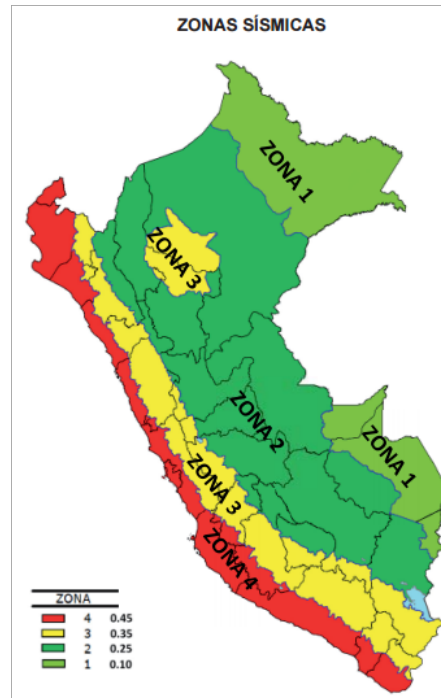 ZONAS SÍSMICAS
ZONA 1
ZONA 3
ZONA 2
ZONA 1
ZONA 3
ZONA 4
ZONA
4 0.45
3 0.35
2 0.25
1 0.10